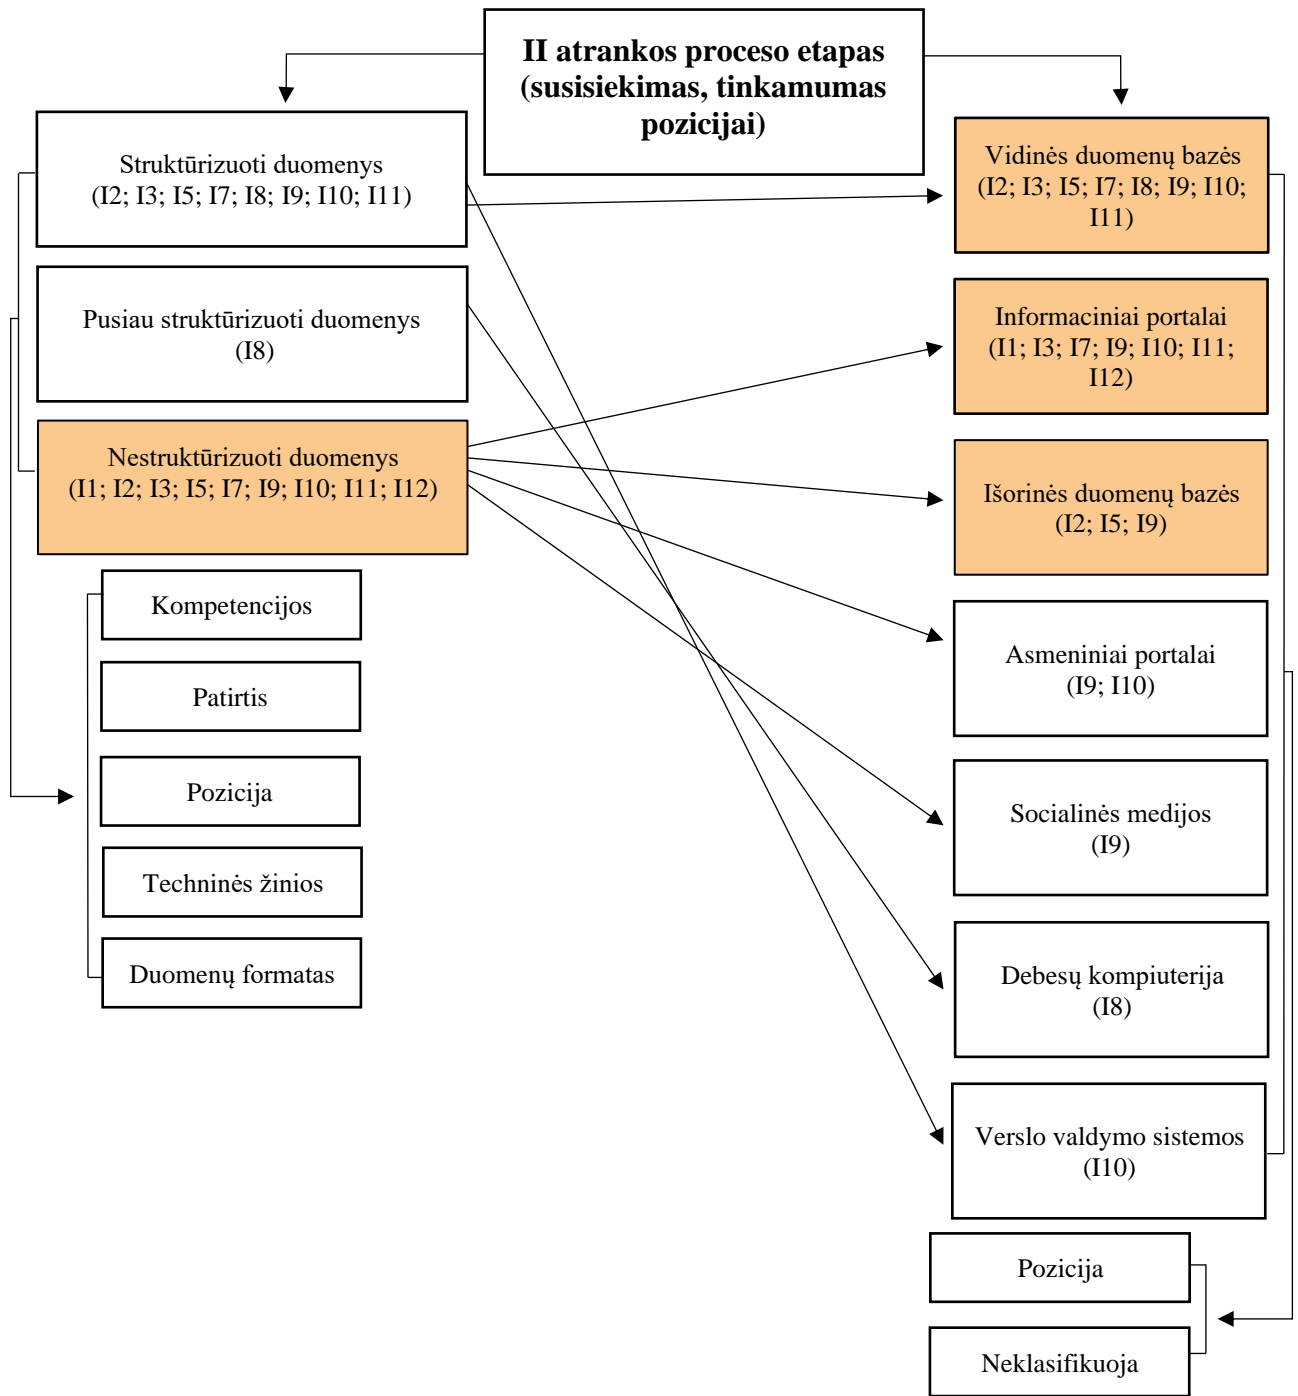 II atrankos proceso etapas
(susisiekimas, tinkamumas
pozicijai)
Struktūrizuoti duomenys
(I2; I3; I5; I7; I8; I9; I10; I11)
Pusiau struktūrizuoti duomenys
(I8)
Nestruktūrizuoti duomenys
(I1; I2; I3; I5; I7; I9; I10; I11; I12)
Kompetencijos
Patirtis
Pozicija
Techninės žinios
Duomenų formatas
Vidinės duomenų bazės
(I2; I3; I5; I7; I8; I9; I10;
I11)
Informaciniai portalai
(I1; I3; I7; I9; I10; I11;
I12)
Išorinės duomenų bazės
(I2; I5; I9)
Asmeniniai portalai
(I9; I10)
Socialinės medijos
(I9)
Debesų kompiuterija
(I8)
Verslo valdymo sistemos
(I10)
Pozicija
Neklasifikuoja